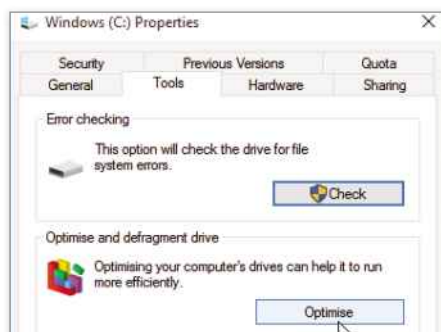 Windows (C:) Properties
Security Previous Versions Quota
General Tools Hardware Sharing
Error checking
This option will check the drive for file
system errors.
Check
Optimise and defragment drive
Optimising your computer's drives can help it to run
more efficiently.
Optimise